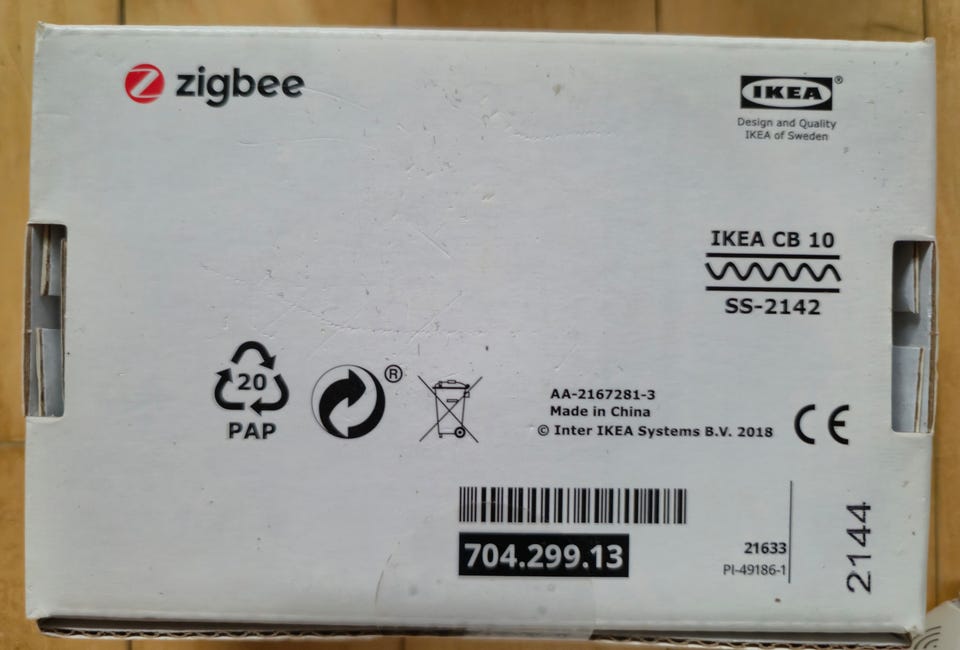 zigbee
IKEA®
Design and Quality
IKEA of Sweden
IKEA CB 10
SS-2142
20
PAP
®
AA-2167281-3
Made in China
© Inter IKEA Systems B.V. 2018
CE
704.299.13
21633
PI-49186-1
2144